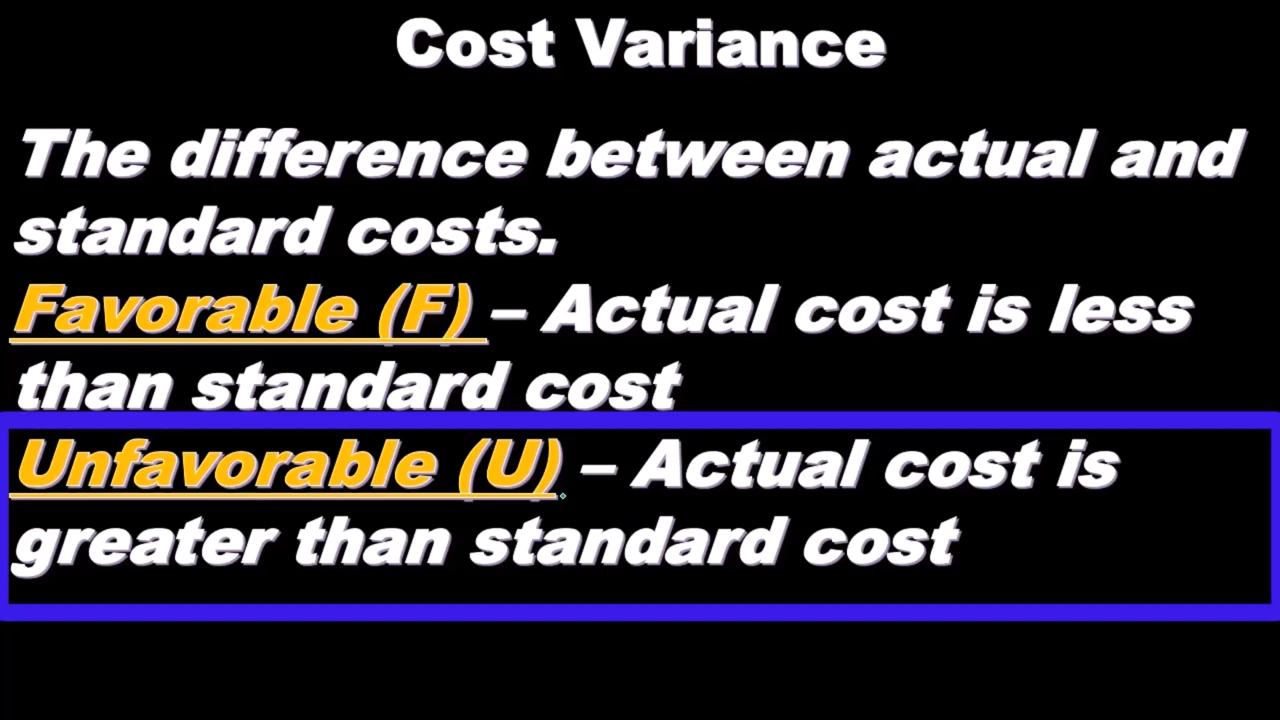 Cost Variance
The difference between actual and
standard costs.
Favorable (F) – Actual cost is less
than standard cost
Unfavorable (U) – Actual cost is
greater than standard cost